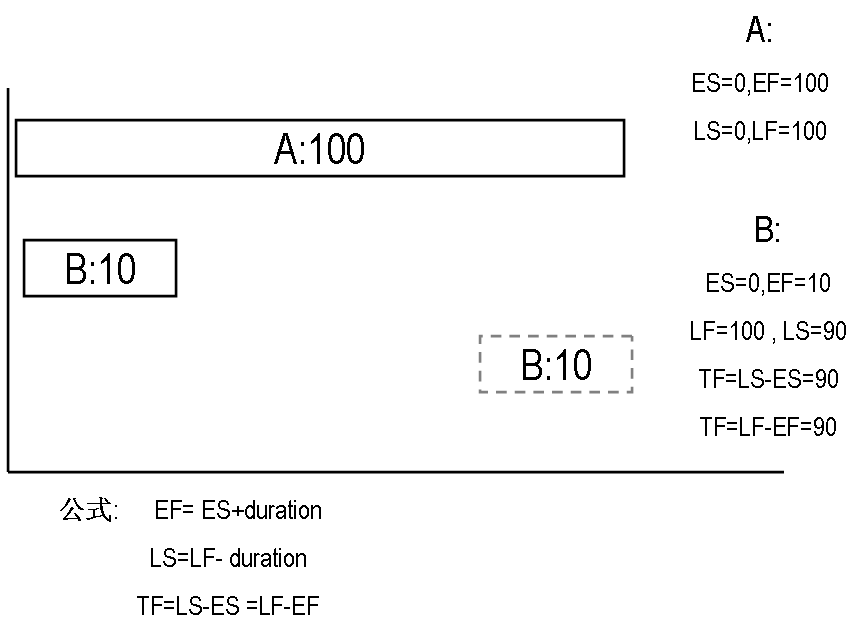 A:
ES=0,EF=100
LS=0,LF=100
A:100
B:
B:10
ES=0,EF=10
LF=100 , LS=90
B:10
TF=LS-ES=90
TF=LF-EF=90
公式: EF= ES+duration
LS=LF- duration
TF=LS-ES =LF-EF